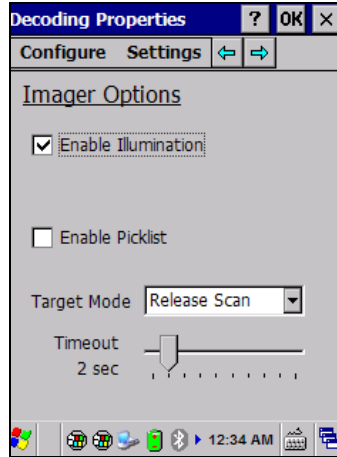 Decoding Properties ? OK ×
Configure Settings
Imager Options
Enable Illumination
Enable Picklist
Target Mode Release Scan
Timeout
2 sec
12:34 AM